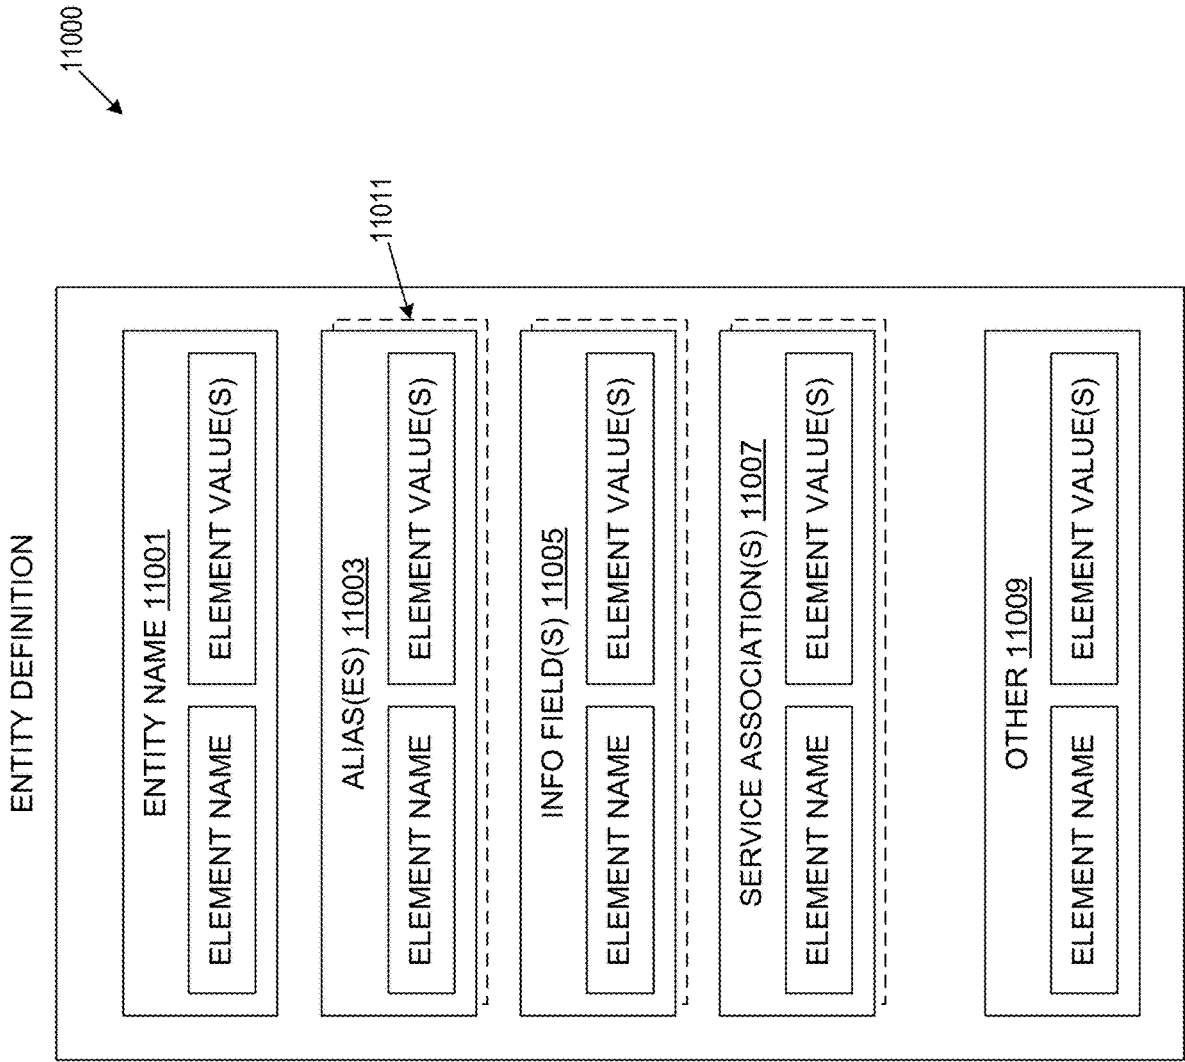 11000
ENTITY DEFINITION
ENTITY NAME 11001
ELEMENT NAME
ELEMENT VALUE(S)
11011
ALIAS(ES) 11003
ELEMENT NAME
ELEMENT VALUE(S)
INFO FIELD(S) 11005
ELEMENT NAME
ELEMENT VALUE(S)
SERVICE ASSOCIATION(S) 11007
ELEMENT NAME
ELEMENT VALUE(S)
OTHER 11009
ELEMENT NAME
ELEMENT VALUE(S)